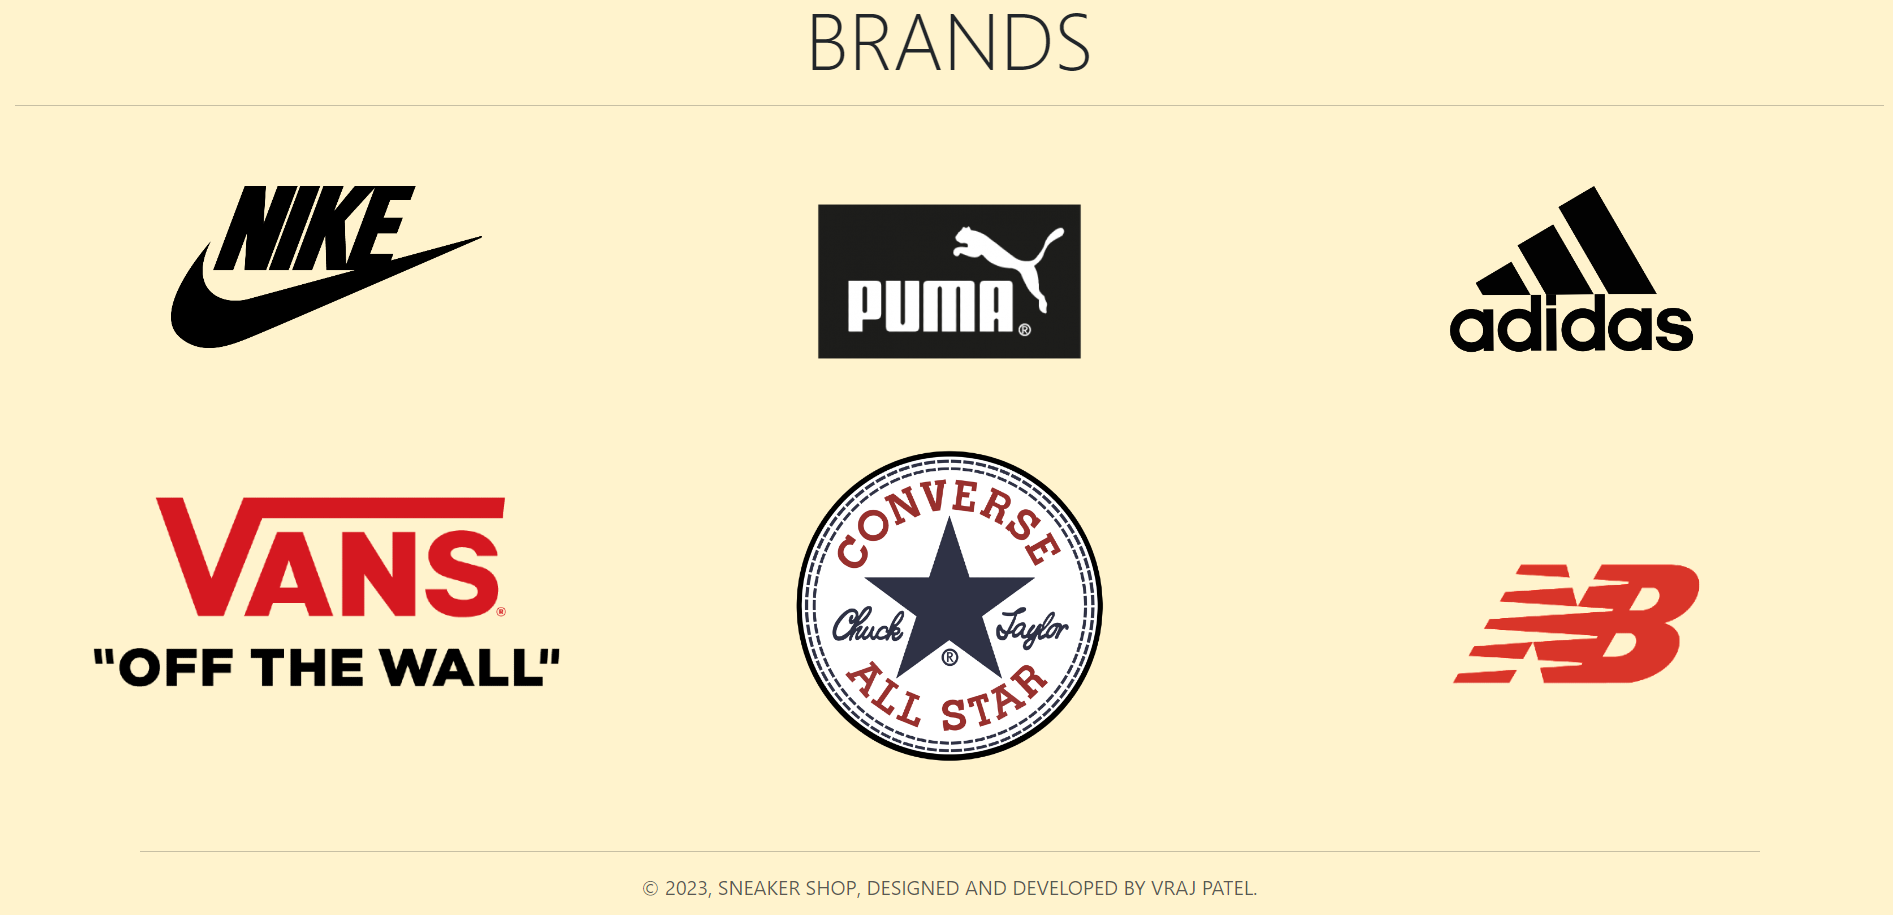 BRANDS
NIKE
PUMA®
adidas
VANS®
"OFF THE WALL"
CONVERSE
Chuck Taylor
®
ALL STAR
NB
© 2023, SNEAKER SHOP, DESIGNED AND DEVELOPED BY VRAJ PATEL.